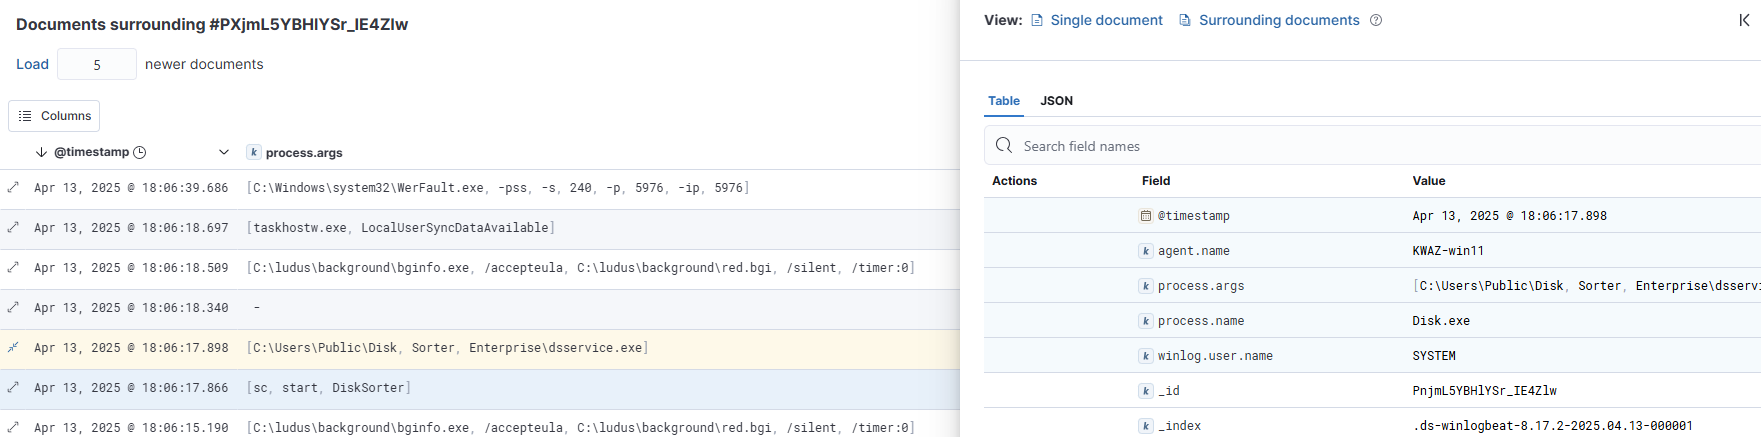 Documents surrounding #PXjmL5YBHlYSr_IE4Zlw
Load 5 newer documents
Columns
@timestamp k process.args
Apr 13, 2025 @ 18:06:39.686 [C:\Windows\system32\WerFault.exe, -pss, -s, 240, -p, 5976, -ip, 5976]
Apr 13, 2025 @ 18:06:18.697 [taskhostw.exe, LocalUserSyncDataAvailable]
Apr 13, 2025 @ 18:06:18.509 [C:\ludus\background\bginfo.exe, /accepteula, C:\ludus\background\red.bgi, /silent, /timer:0]
Apr 13, 2025 @ 18:06:18.340 -
Apr 13, 2025 @ 18:06:17.898 [C:\Users\Public\Disk, Sorter, Enterprise\dsservice.exe]
Apr 13, 2025 @ 18:06:17.866 [sc, start, DiskSorter]
Apr 13, 2025 @ 18:06:15.190 [C:\ludus\background\bginfo.exe, /accepteula, C:\ludus\background\red.bgi, /silent, /timer:0]
View: Single document Surrounding documents
Table JSON
Search field names
Actions Field Value
@timestamp Apr 13, 2025 @ 18:06:17.898
k agent.name KWAZ-win11
k process.args [C:\Users\Public\Disk, Sorter, Enterprise\dsservi
k process.name Disk.exe
k winlog.user.name SYSTEM
k _id PnjmL5YBHlYSr_IE4Zlw
k _index .ds-winlogbeat-8.17.2-2025.04.13-000001